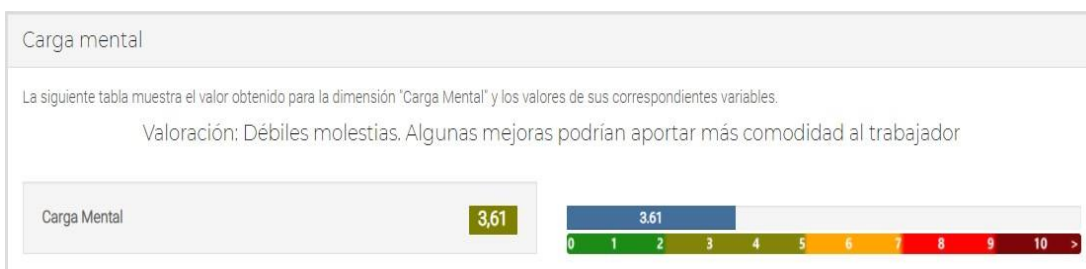 Carga mental
La siguiente tabla muestra el valor obtenido para la dimensión "Carga Mental" y los valores de sus correspondientes variables.
Valoración: Débiles molestias. Algunas mejoras podrían aportar más comodidad al trabajador
Carga Mental 3,61
3.61
0 1 2 3 4 5 6 7 8 9 10 >